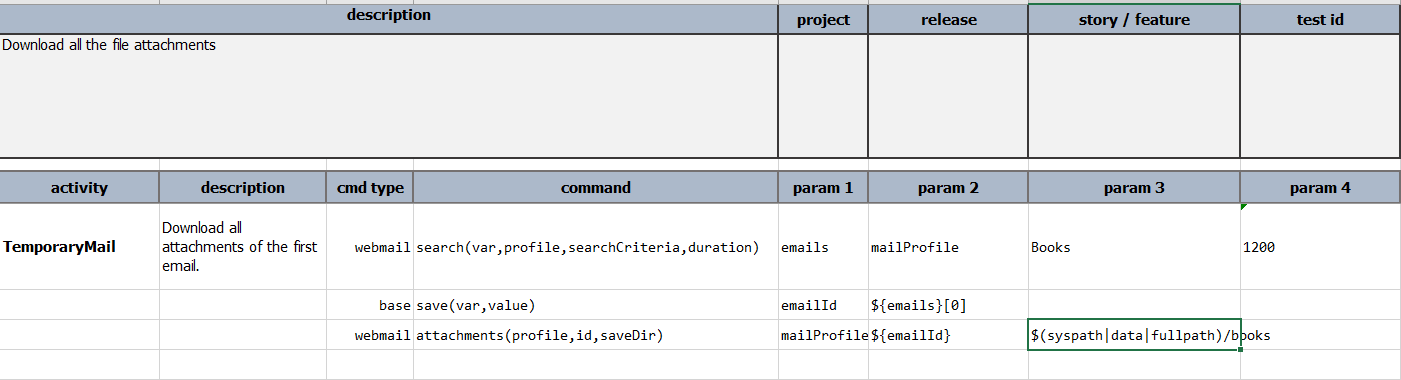 description project release story / feature test id
Download all the file attachments
activity description cmd type command param 1 param 2 param 3 param 4
TemporaryMail Download all attachments of the first email. webmail search(var,profile,searchCriteria,duration) emails mailProfile Books 1200
base save(var,value) emailId ${emails}[0]
webmail attachments(profile,id,saveDir) mailProfile ${emailId} $(syspath|data|fullpath)/books